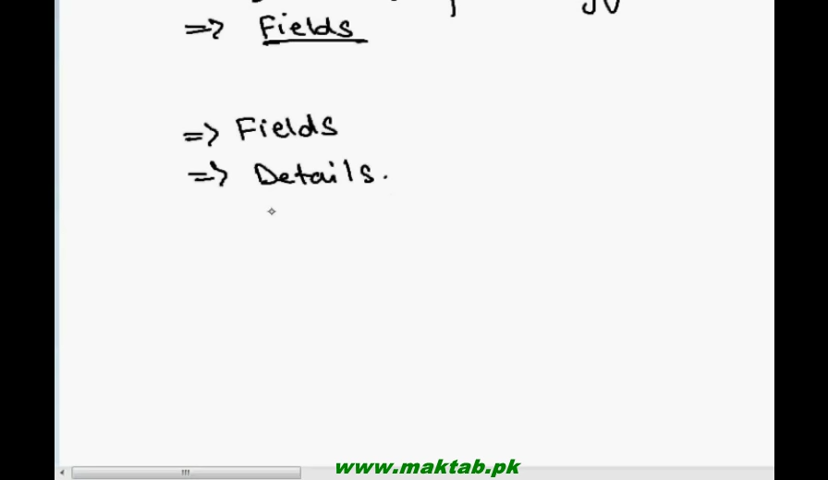 => Fields
=> Fields
=> Details.
www.maktab.pk